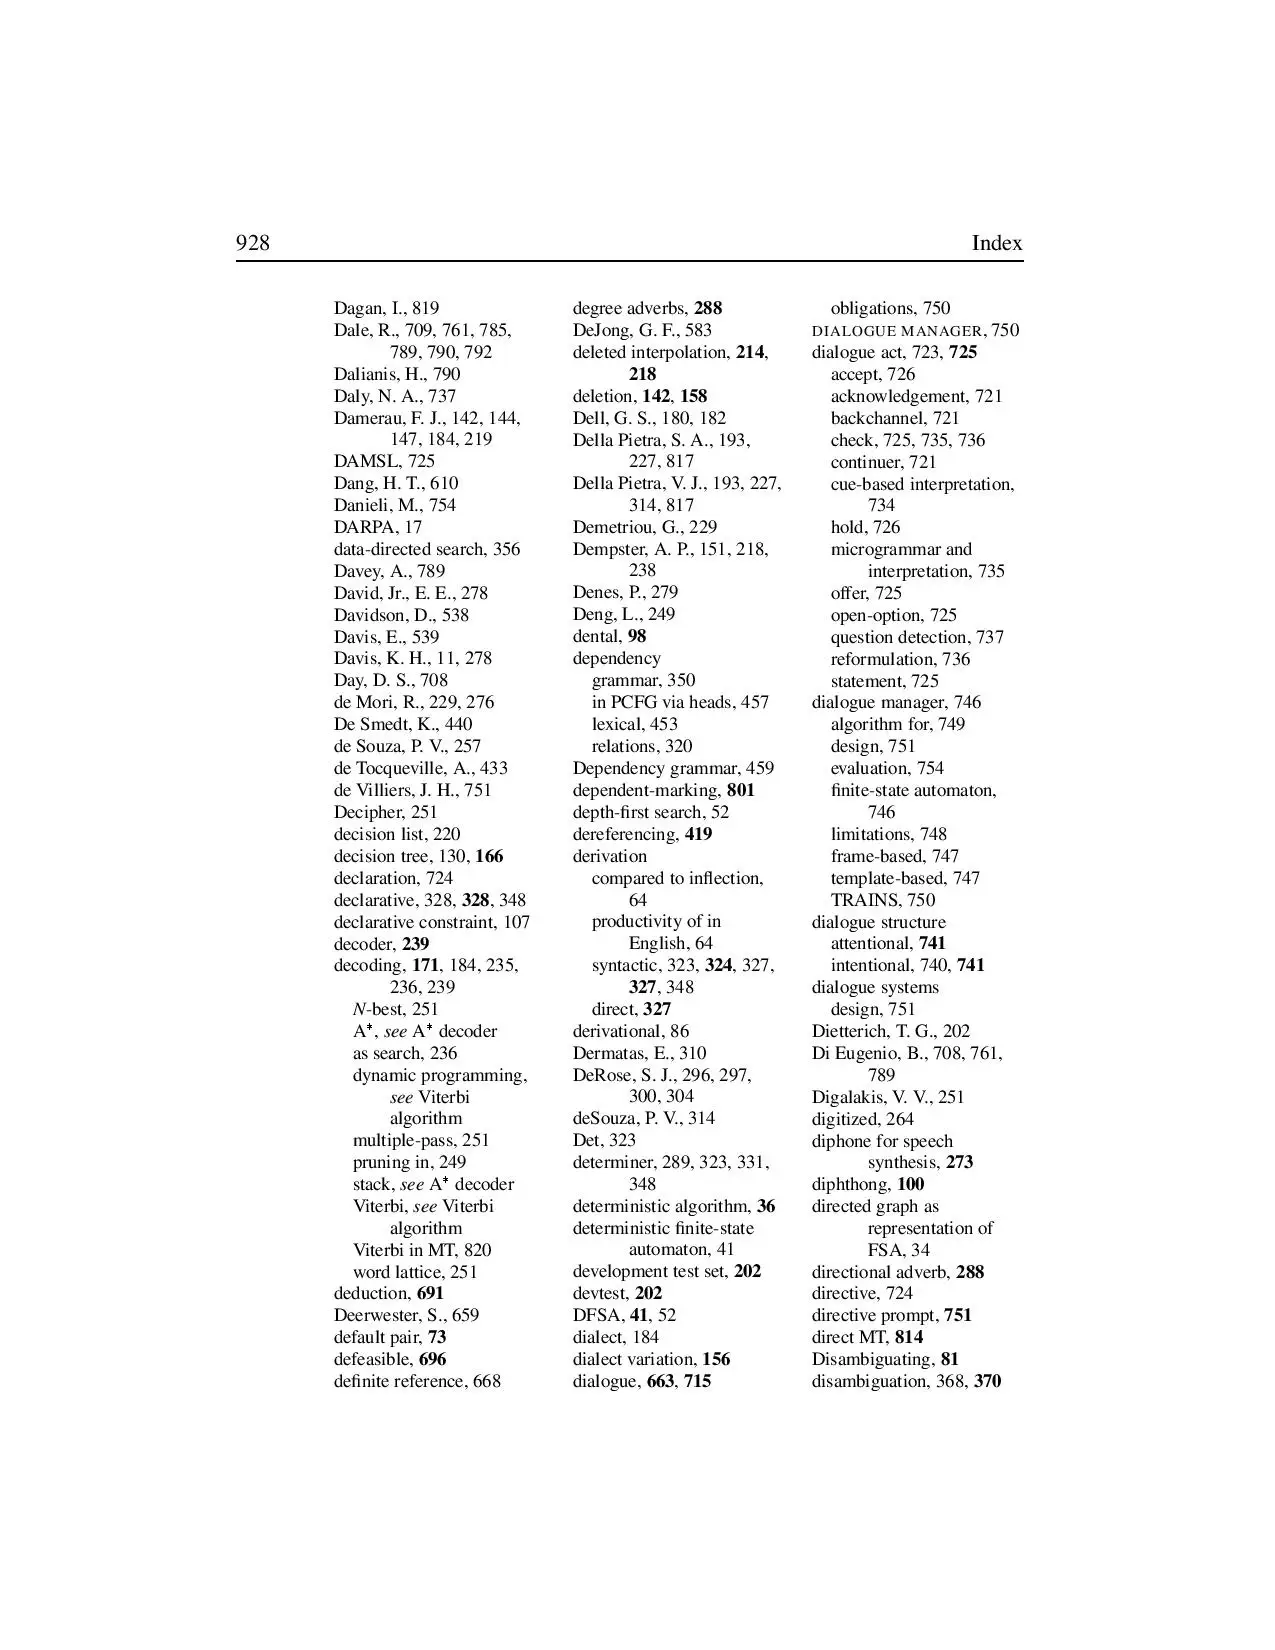 928
Index
Dagan, I., 819
Dale, R., 709, 761, 785,
789, 790, 792
Dalianis, H., 790
Daly, N. A., 737
Damerau, F. J., 142, 144,
147, 184, 219
DAMSL, 725
Dang, H. T., 610
Danieli, M., 754
DARPA, 17
data-directed search, 356
Davey, A., 789
David, Jr., E. E., 278
Davidson, D., 538
Davis, E., 539
Davis, K. H., 11, 278
Day, D. S., 708
de Mori, R., 229, 276
De Smedt, K., 440
de Souza, P. V., 257
de Tocqueville, A., 433
de Villiers, J. H., 751
Decipher, 251
decision list, 220
decision tree, 130, 166
declaration, 724
declarative, 328, 328, 348
declarative constraint, 107
decoder, 239
decoding, 171, 184, 235,
236, 239
N-best, 251
A*, see A* decoder
as search, 236
dynamic programming,
see Viterbi
algorithm
multiple-pass, 251
pruning in, 249
stack, see A* decoder
Viterbi, see Viterbi
algorithm
Viterbi in MT, 820
word lattice, 251
deduction, 691
Deerwester, S., 659
default pair, 73
defeasible, 696
definite reference, 668
degree adverbs, 288
DeJong, G. F., 583
deleted interpolation, 214,
218
deletion, 142, 158
Dell, G. S., 180, 182
Della Pietra, S. A., 193,
227, 817
Della Pietra, V. J., 193, 227,
314, 817
Demetriou, G., 229
Dempster, A. P., 151, 218,
238
Denes, P., 279
Deng, L., 249
dental, 98
dependency
grammar, 350
in PCFG via heads, 457
lexical, 453
relations, 320
Dependency grammar, 459
dependent-marking, 801
depth-first search, 52
dereferencing, 419
derivation
compared to inflection,
64
productivity of in
English, 64
syntactic, 323, 324, 327,
327, 348
direct, 327
derivational, 86
Dermatas, E., 310
DeRose, S. J., 296, 297,
300, 304
deSouza, P. V., 314
Det, 323
determiner, 289, 323, 331,
348
deterministic algorithm, 36
deterministic finite-state
automaton, 41
development test set, 202
devtest, 202
DFSA, 41, 52
dialect, 184
dialect variation, 156
dialogue, 663, 715
obligations, 750
DIALOGUE MANAGER, 750
dialogue act, 723, 725
accept, 726
acknowledgement, 721
backchannel, 721
check, 725, 735, 736
continuer, 721
cue-based interpretation,
734
hold, 726
microgrammar and
interpretation, 735
offer, 725
open-option, 725
question detection, 737
reformulation, 736
statement, 725
dialogue manager, 746
algorithm for, 749
design, 751
evaluation, 754
finite-state automaton,
746
limitations, 748
frame-based, 747
template-based, 747
TRAINS, 750
dialogue structure
attentional, 741
intentional, 740, 741
dialogue systems
design, 751
Dietterich, T. G., 202
Di Eugenio, B., 708, 761,
789
Digalakis, V. V., 251
digitized, 264
diphone for speech
synthesis, 273
diphthong, 100
directed graph as
representation of
FSA, 34
directional adverb, 288
directive, 724
directive prompt, 751
direct MT, 814
Disambiguating, 81
disambiguation, 368, 370